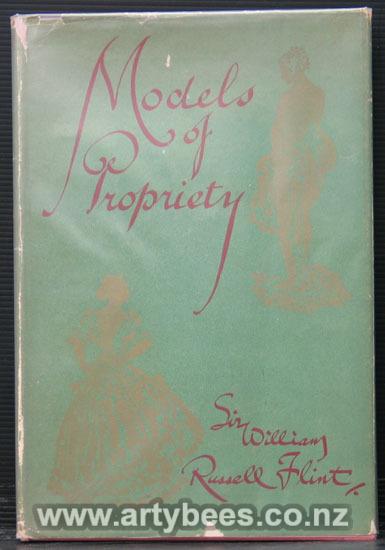 Models
of
Propriety
Sir
William
Russell Flint
www.artybees.co.nz